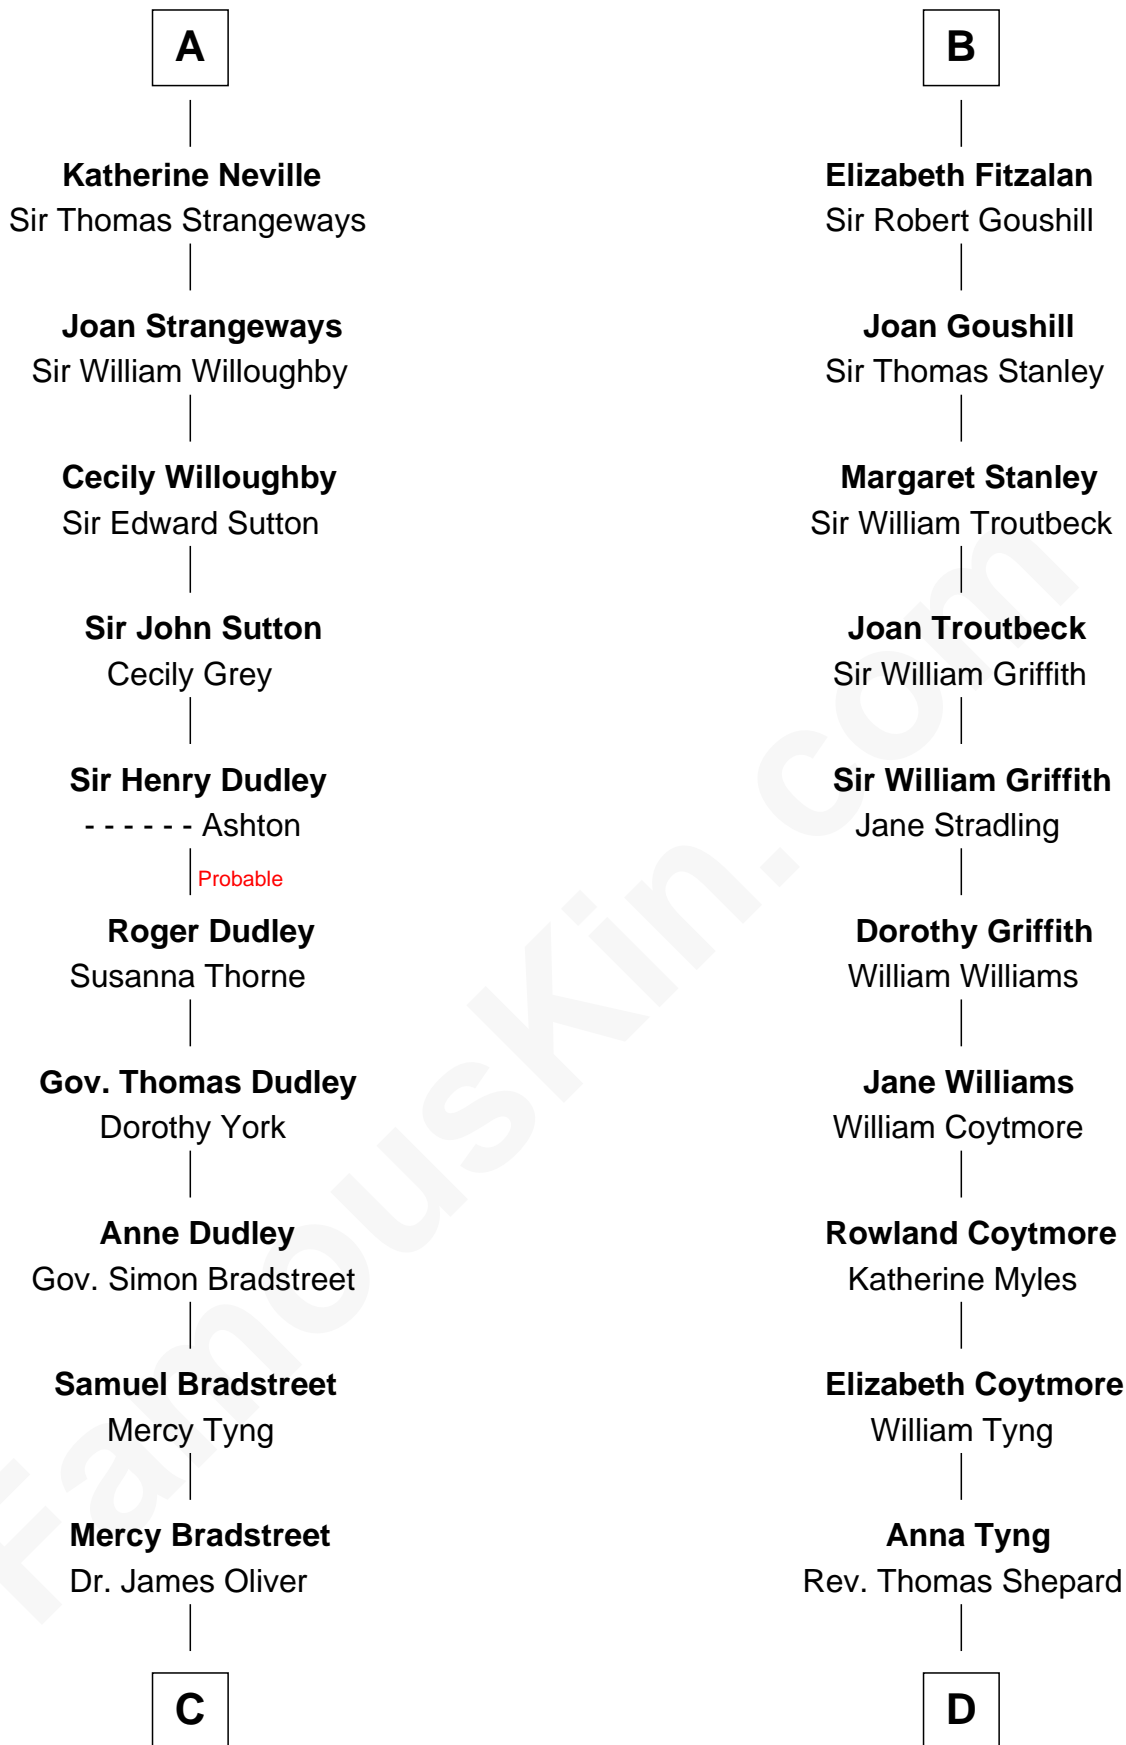 A
Katherine Neville
Sir Thomas Strangeways
Joan Strangeways
Sir William Willoughby
Cecily Willoughby
Sir Edward Sutton
Sir John Sutton
Cecily Grey
Sir Henry Dudley
- - - - - - Ashton
Probable
Roger Dudley
Susanna Thorne
Gov. Thomas Dudley
Dorothy York
Anne Dudley
Gov. Simon Bradstreet
Samuel Bradstreet
Mercy Tyng
Mercy Bradstreet
Dr. James Oliver
C
B
Elizabeth Fitzalan
Sir Robert Goushill
Joan Goushill
Sir Thomas Stanley
Margaret Stanley
Sir William Troutbeck
Joan Troutbeck
Sir William Griffith
Sir William Griffith
Jane Stradling
Dorothy Griffith
William Williams
Jane Williams
William Coytmore
Rowland Coytmore
Katherine Myles
Elizabeth Coytmore
William Tyng
Anna Tyng
Rev. Thomas Shepard
D
FamousKin.com